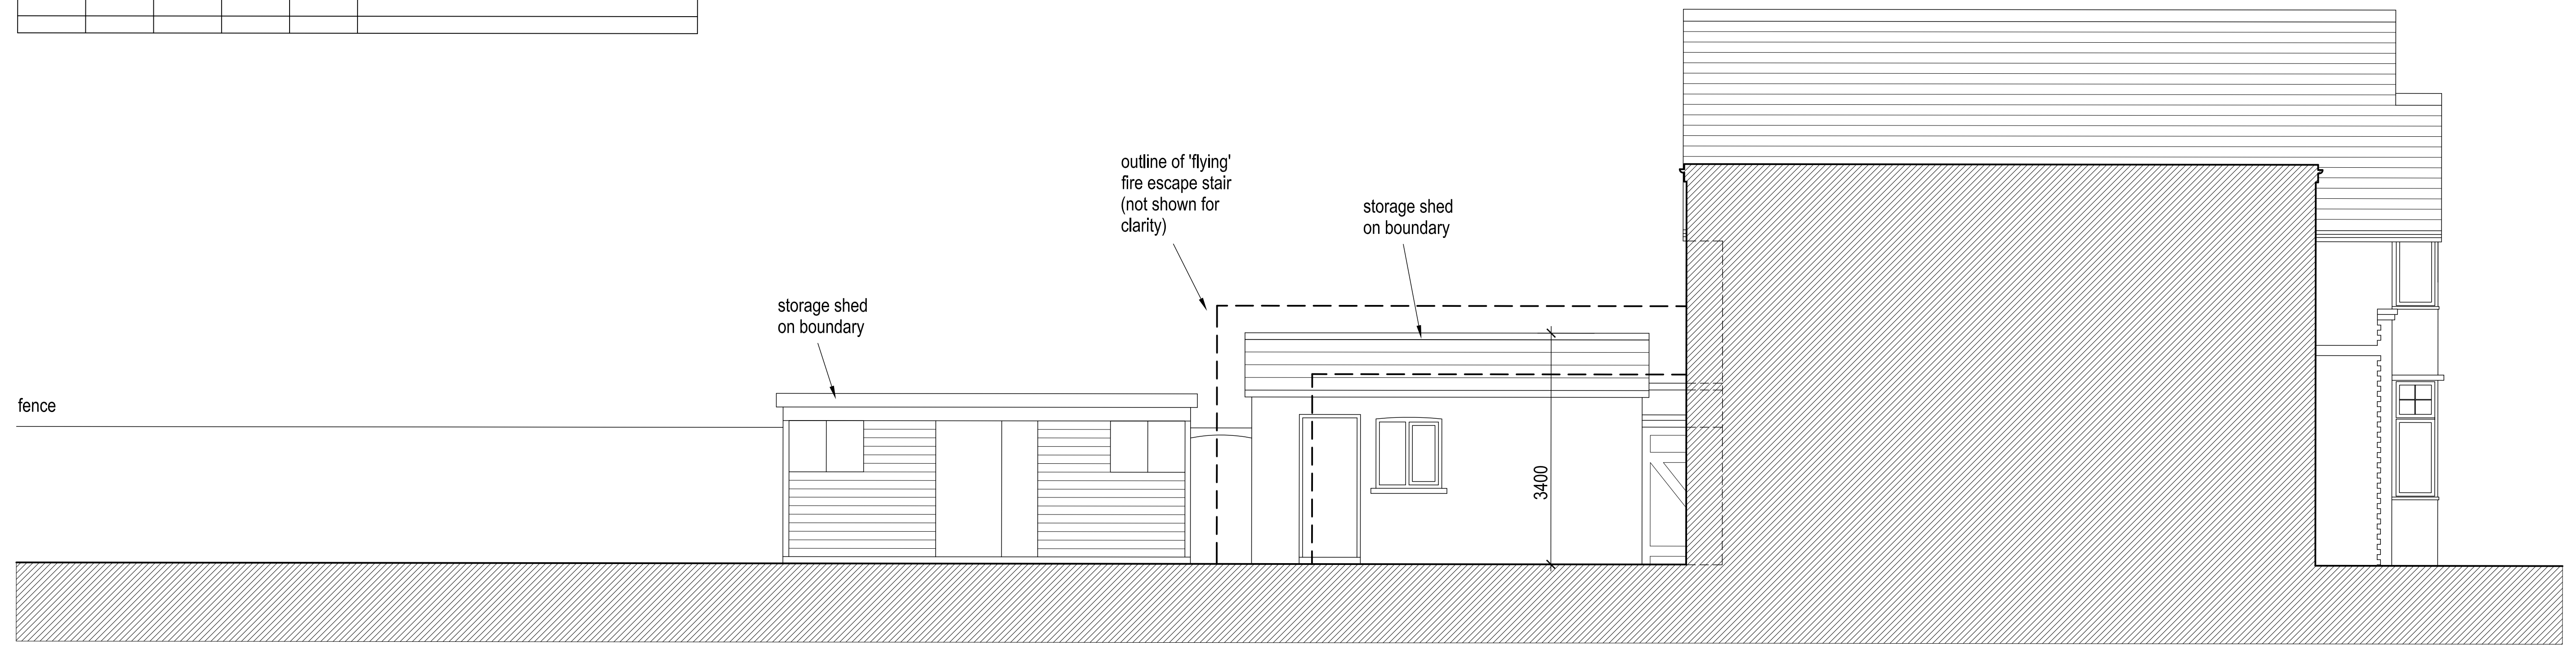 outline of 'flying'
fire escape stair
(not shown for
clarity)
storage shed
on boundary
storage shed
on boundary
fence
3400